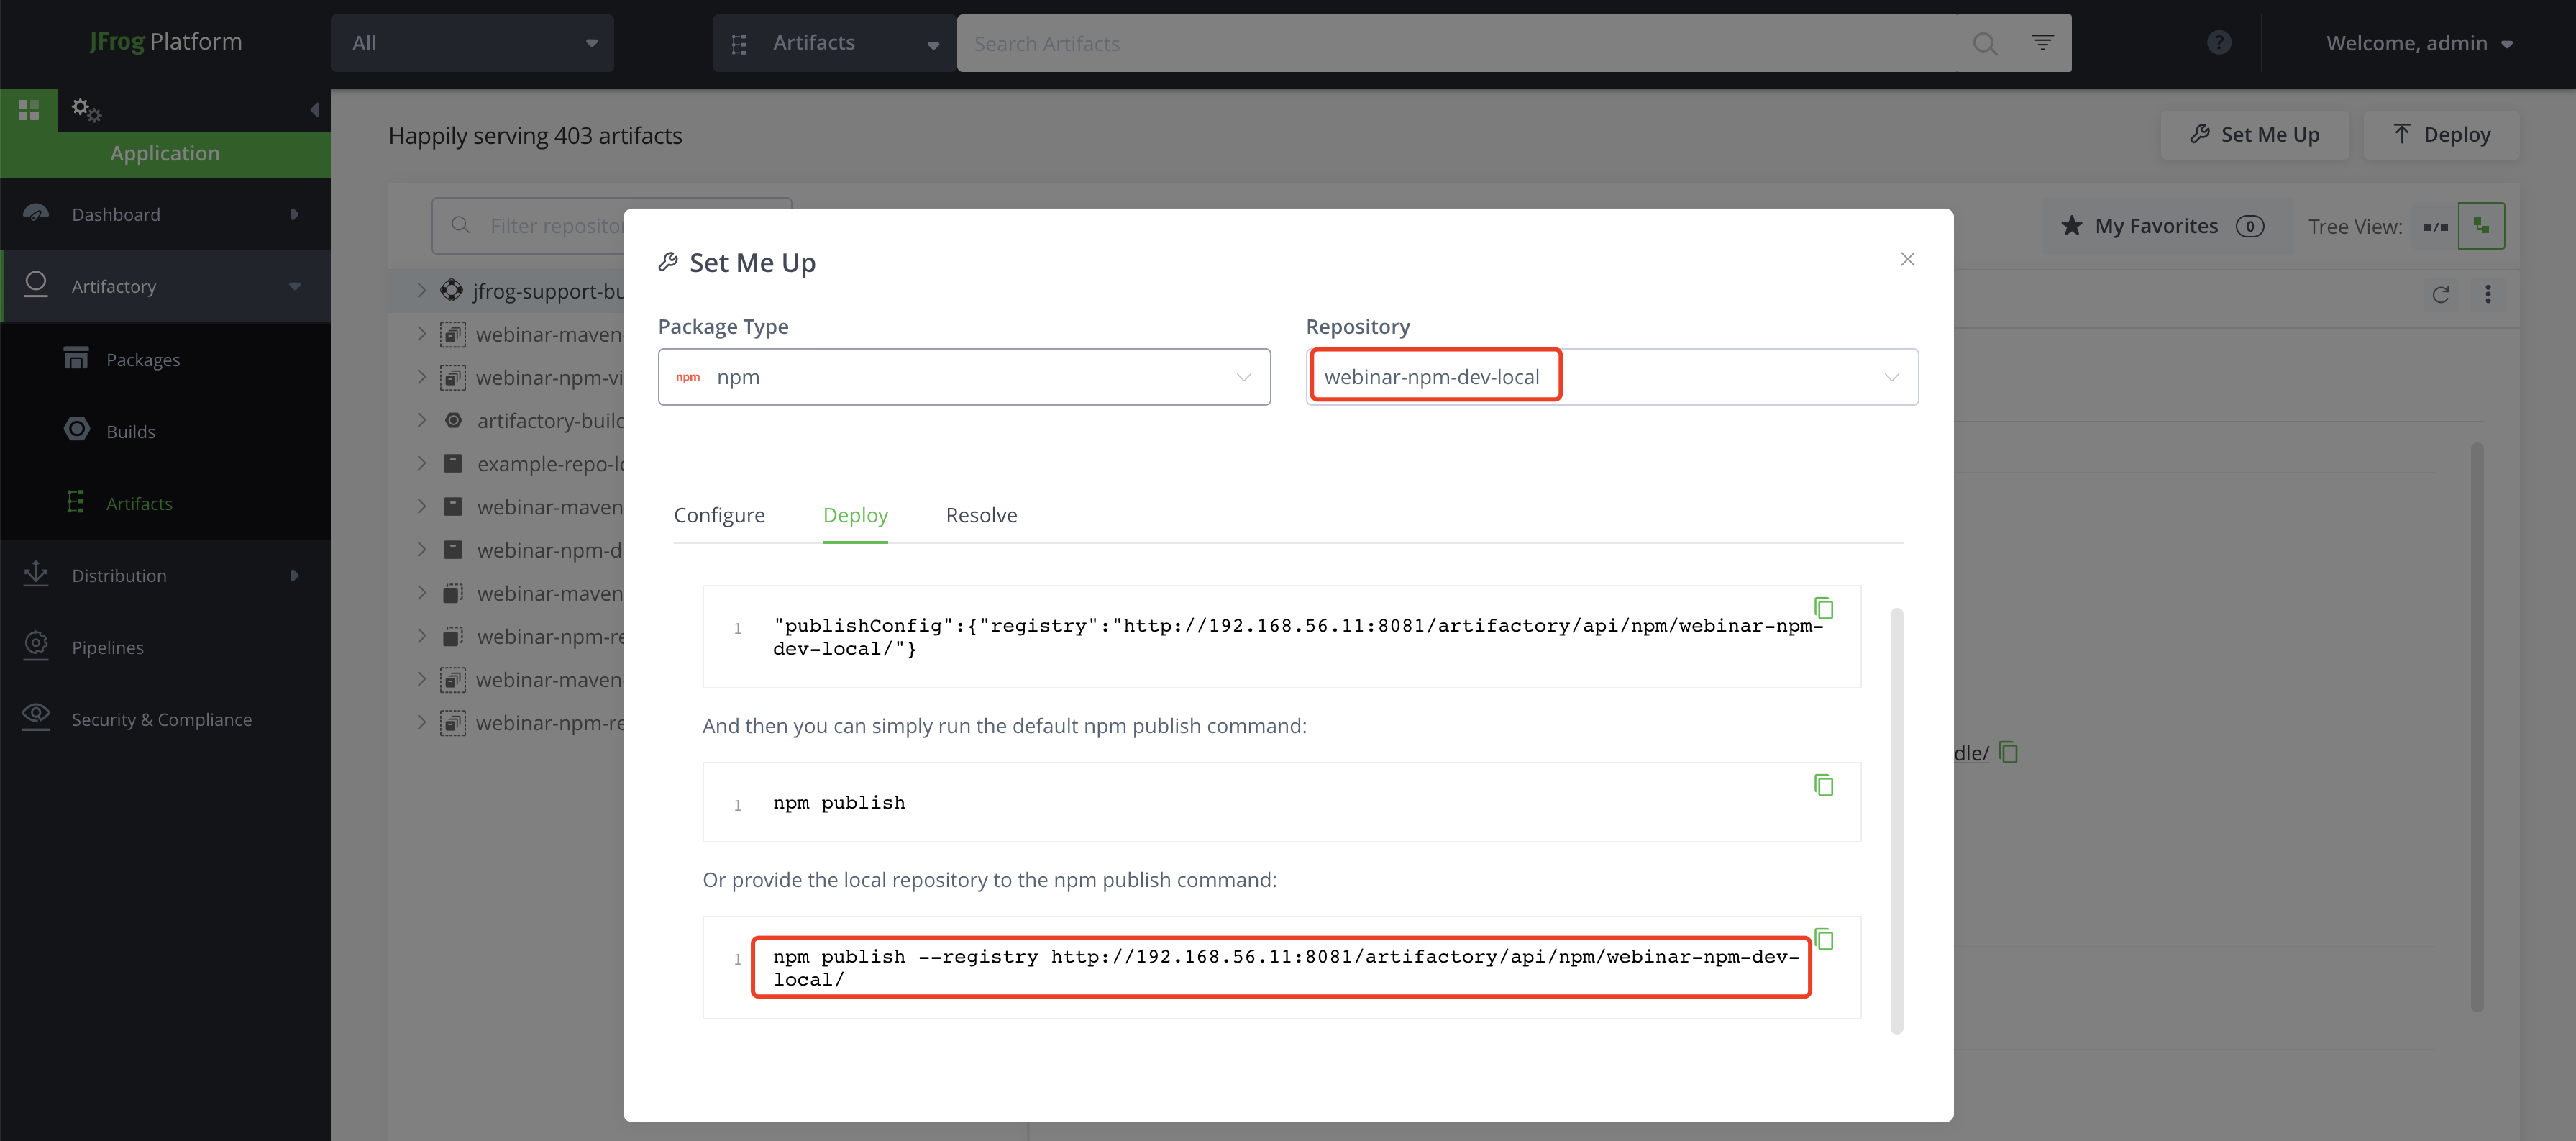 JFrog Platform
All
Artifacts
Search Artifacts
?
Welcome, admin
Application
Happily serving 403 artifacts
Set Me Up
Deploy
Dashboard
Artifactory
Packages
Builds
Artifacts
Distribution
Pipelines
Security & Compliance
Filter reposito
My Favorites
0
Tree View:
jfrog-support-bu
webinar-maven
webinar-npm-vi
artifactory-build
example-repo-lo
webinar-maven
webinar-npm-d
webinar-maven
webinar-npm-re
webinar-maven
webinar-npm-re
Set Me Up
Package Type
Repository
npm npm
webinar-npm-dev-local
Configure
Deploy
Resolve
1 "publishConfig":{"registry":"http://192.168.56.11:8081/artifactory/api/npm/webinar-npm-
dev-local/"}
And then you can simply run the default npm publish command:
1 npm publish
Or provide the local repository to the npm publish command:
1 npm publish --registry http://192.168.56.11:8081/artifactory/api/npm/webinar-npm-dev-
local/
dle/